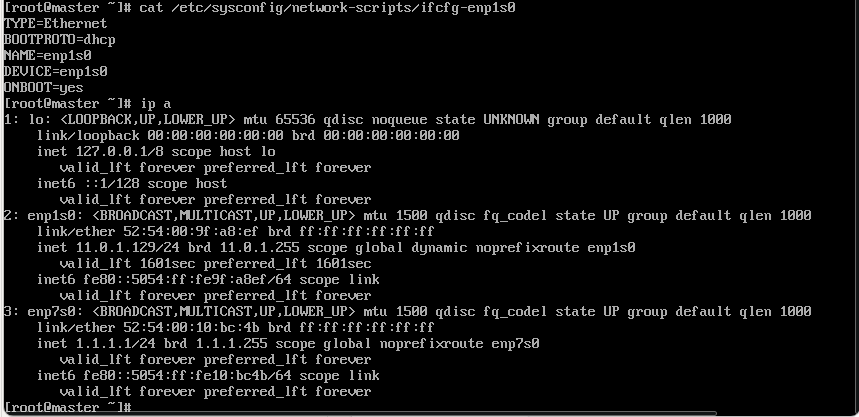 [root@master ~]# cat /etc/sysconfig/network-scripts/ifcfg-enp1s0
TYPE=Ethernet
BOOTPROTO=dhcp
NAME=enp1s0
DEVICE=enp1s0
ONBOOT=yes
[root@master ~]# ip a
1: lo: <LOOPBACK,UP,LOWER_UP> mtu 65536 qdisc noqueue state UNKNOWN group default qlen 1000
    link/loopback 00:00:00:00:00:00 brd 00:00:00:00:00:00
    inet 127.0.0.1/8 scope host lo
       valid_lft forever preferred_lft forever
    inet6 ::1/128 scope host
       valid_lft forever preferred_lft forever
2: enp1s0: <BROADCAST,MULTICAST,UP,LOWER_UP> mtu 1500 qdisc fq_codel state UP group default qlen 1000
    link/ether 52:54:00:9f:a8:ef brd ff:ff:ff:ff:ff:ff
    inet 11.0.1.129/24 brd 11.0.1.255 scope global dynamic noprefixroute enp1s0
       valid_lft 1601sec preferred_lft 1601sec
    inet6 fe80::5054:ff:fe9f:a8ef/64 scope link
       valid_lft forever preferred_lft forever
3: enp7s0: <BROADCAST,MULTICAST,UP,LOWER_UP> mtu 1500 qdisc fq_codel state UP group default qlen 1000
    link/ether 52:54:00:10:bc:4b brd ff:ff:ff:ff:ff:ff
    inet 1.1.1.1/24 brd 1.1.1.255 scope global noprefixroute enp7s0
       valid_lft forever preferred_lft forever
    inet6 fe80::5054:ff:fe10:bc4b/64 scope link
       valid_lft forever preferred_lft forever
[root@master ~]#